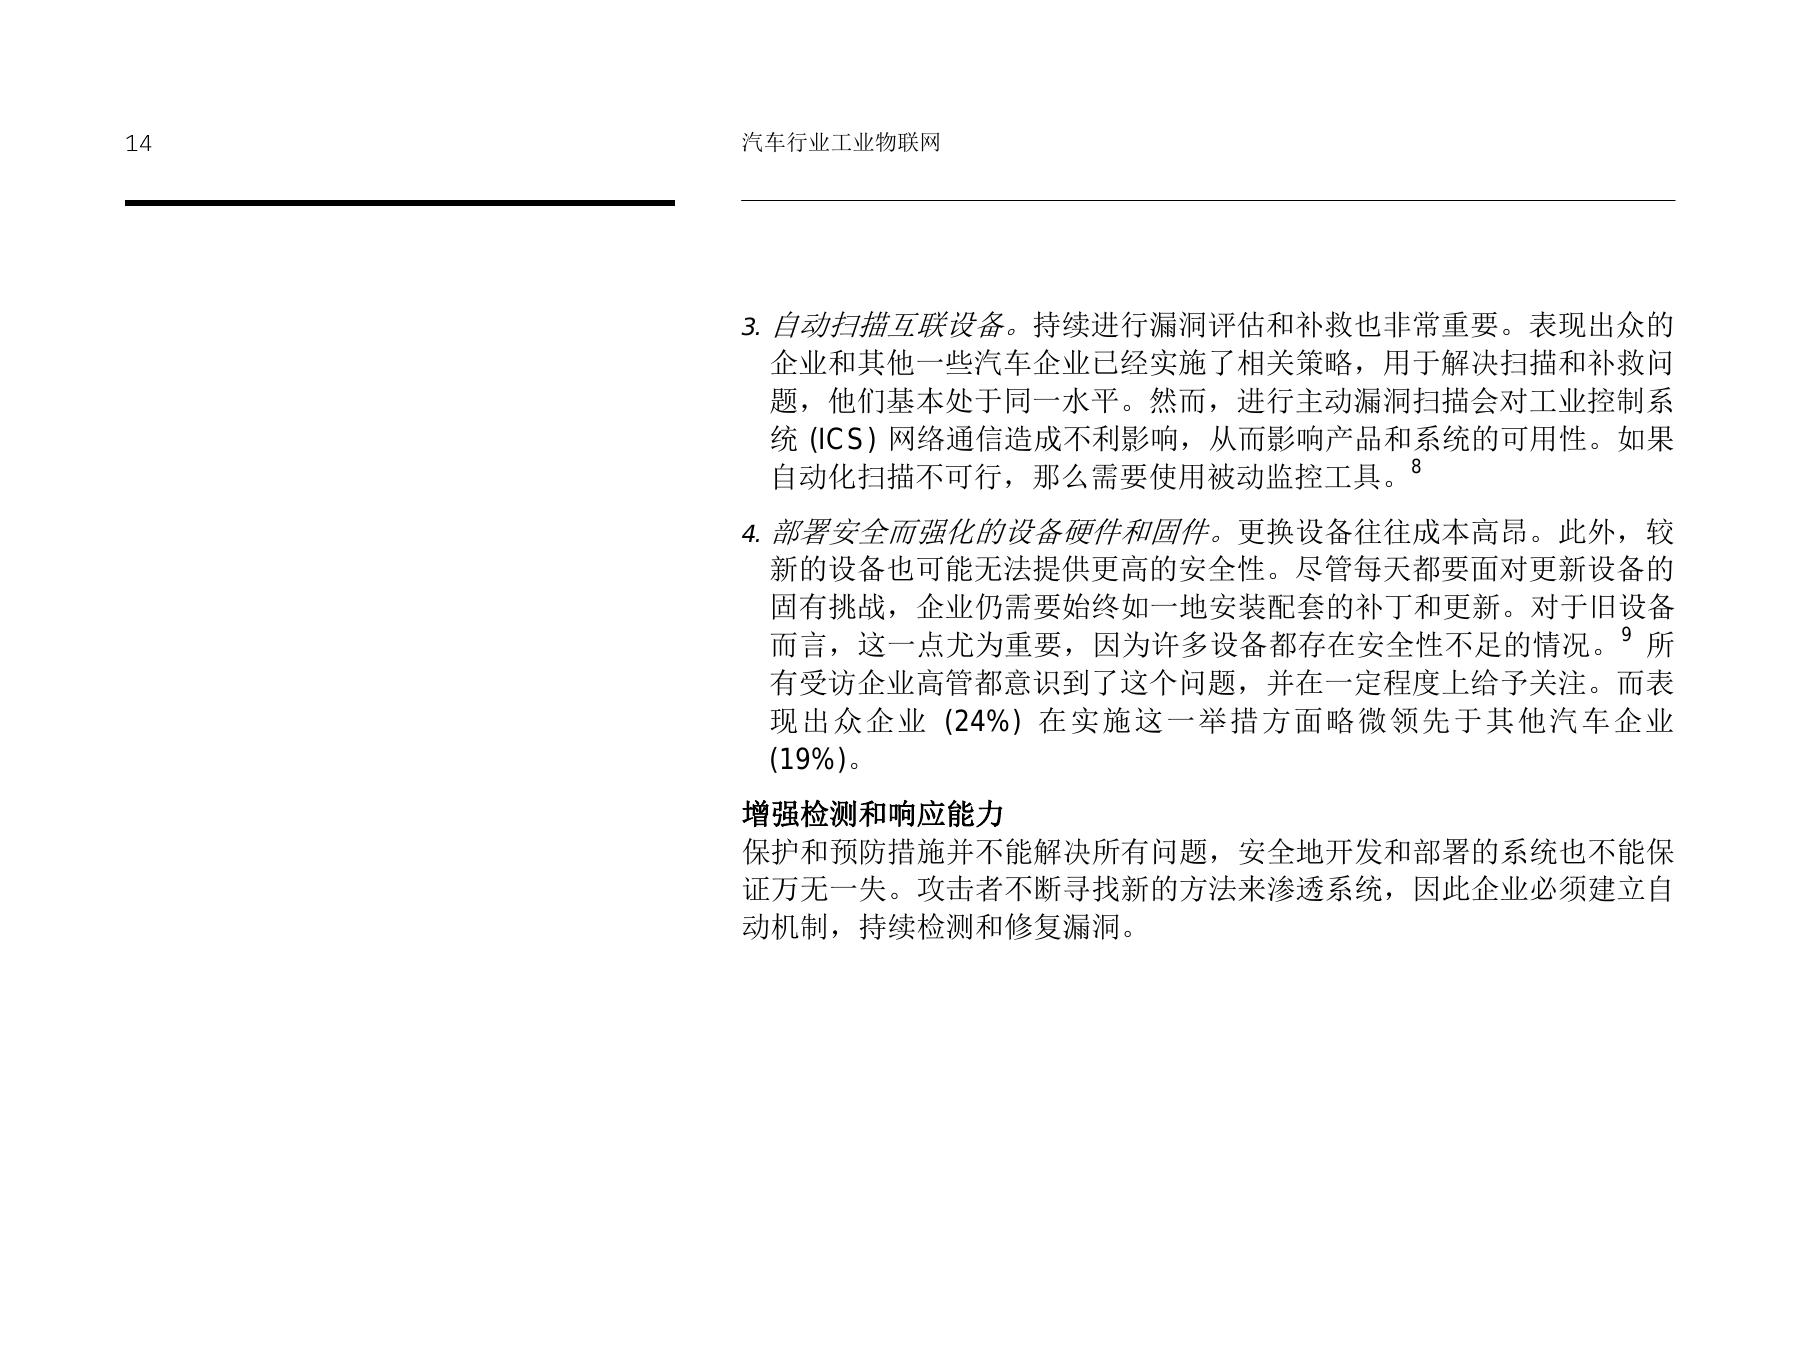 14
汽车行业工业物联网
3. 自动扫描互联设备。持续进行漏洞评估和补救也非常重要。表现出众的
企业和其他一些汽车企业已经实施了相关策略，用于解决扫描和补救问
题，他们基本处于同一水平。然而，进行主动漏洞扫描会对工业控制系
统 (ICS) 网络通信造成不利影响，从而影响产品和系统的可用性。如果
自动化扫描不可行，那么需要使用被动监控工具。8
4. 部署安全而强化的设备硬件和固件。更换设备往往成本高昂。此外，较
新的设备也可能无法提供更高的安全性。尽管每天都要面对更新设备的
固有挑战，企业仍需要始终如一地安装配套的补丁和更新。对于旧设备
而言，这一点尤为重要，因为许多设备都存在安全性不足的情况。9 所
有受访企业高管都意识到了这个问题，并在一定程度上给予关注。而表
现出众企业 (24%) 在实施这一举措方面略微领先于其他汽车企业
(19%)。
增强检测和响应能力
保护和预防措施并不能解决所有问题，安全地开发和部署的系统也不能保
证万无一失。攻击者不断寻找新的方法来渗透系统，因此企业必须建立自
动机制，持续检测和修复漏洞。